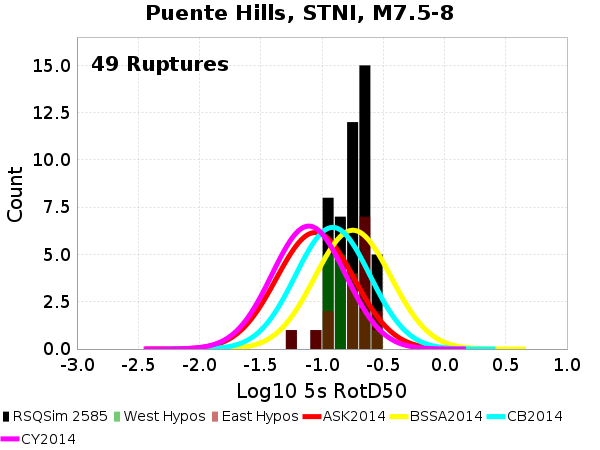 Puente Hills, STNI, M7.5-8
49 Ruptures
15.0
12.5
10.0
7.5
5.0
2.5
0.0
Count
-3.0 -2.5 -2.0 -1.5 -1.0 -0.5 0.0 0.5 1.0
Log10 5s RotD50
RSQSim 2585 West Hypos East Hypos ASK2014 BSSA2014 CB2014
CY2014